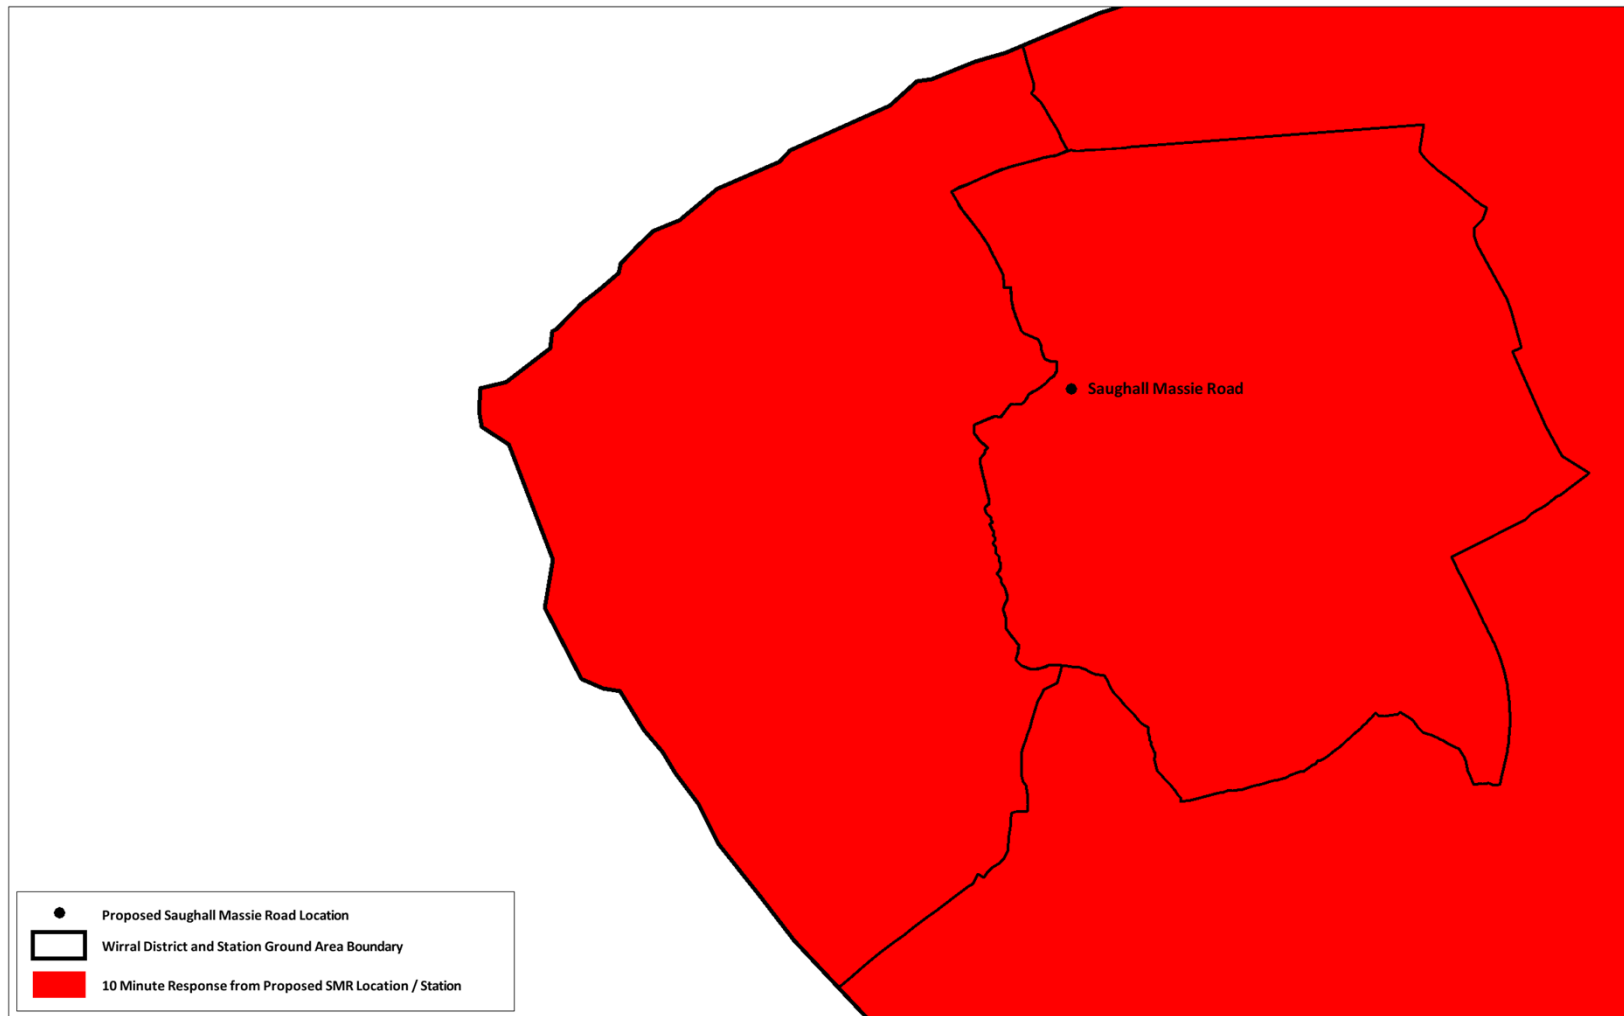 Saughall Massie Road
Proposed Saughall Massie Road Location
Wirral District and Station Ground Area Boundary
10 Minute Response from Proposed SMR Location / Station